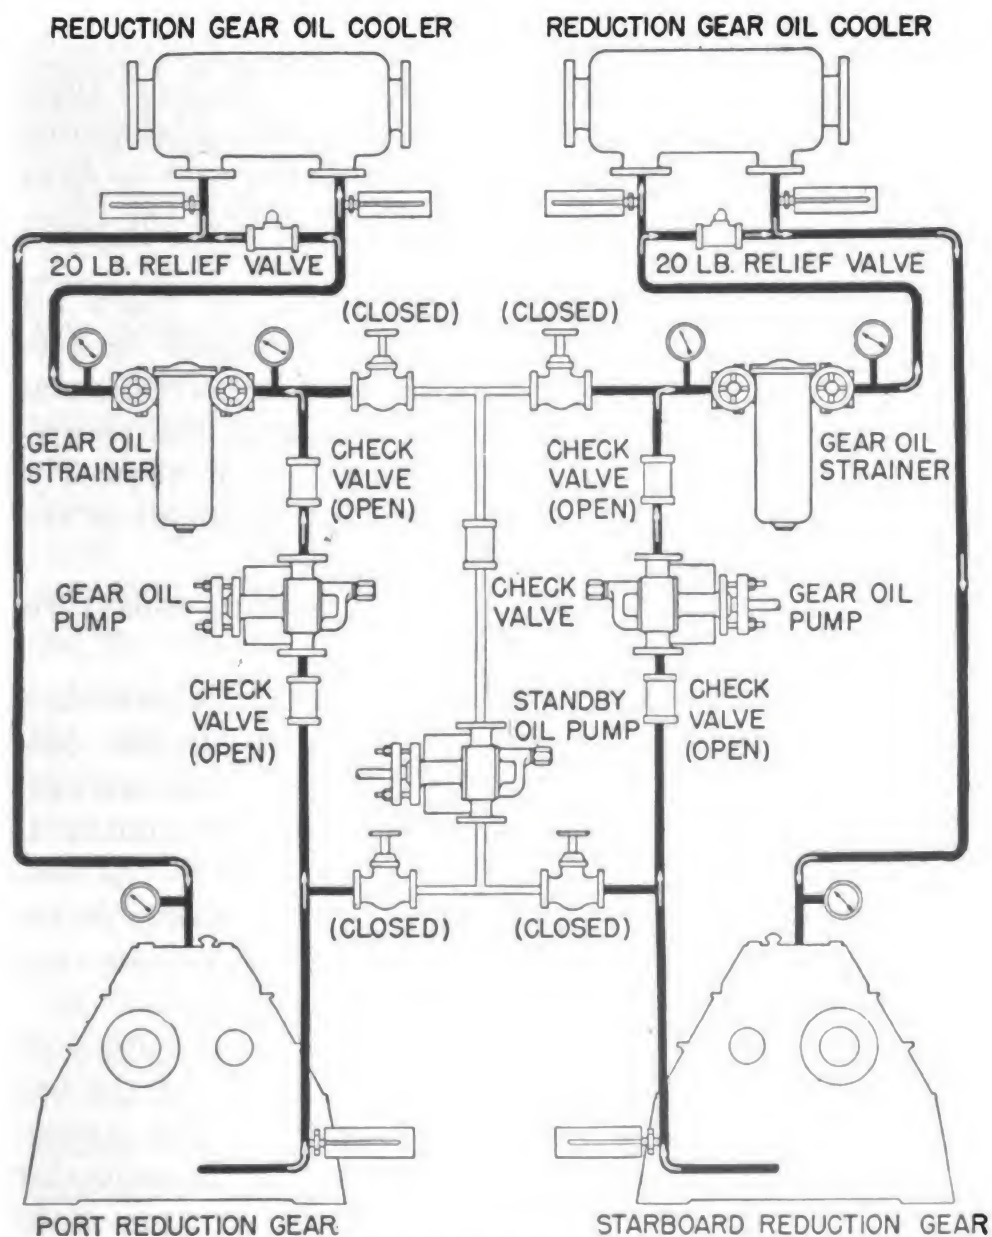 REDUCTION GEAR OIL COOLER
REDUCTION GEAR OIL COOLER
20 LB. RELIEF VALVE
20 LB. RELIEF VALVE
(CLOSED)
(CLOSED)
GEAR OIL
STRAINER
CHECK
VALVE
(OPEN)
CHECK
VALVE
(OPEN)
GEAR OIL
STRAINER
GEAR OIL
PUMP
CHECK
VALVE
GEAR OIL
PUMP
CHECK
VALVE
(OPEN)
STANDBY
OIL PUMP
CHECK
VALVE
(OPEN)
(CLOSED)
(CLOSED)
PORT REDUCTION GEAR
STARBOARD REDUCTION GEAR